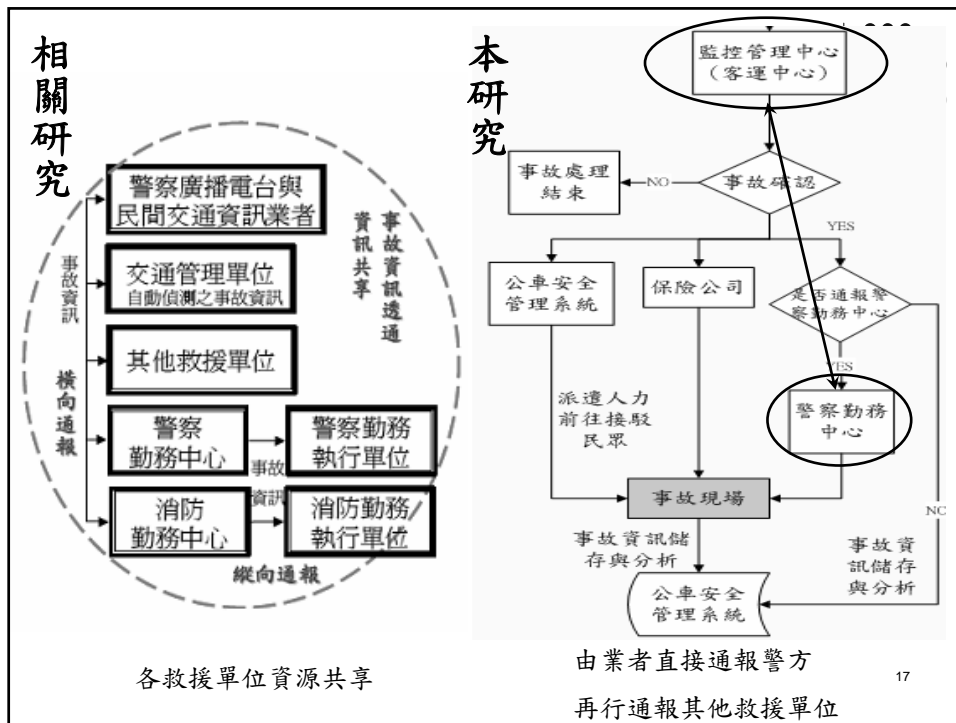 相關研究
警察廣播電台與
民間交通資訊業者
交通管理單位
自動偵測之事故資訊
其他救援單位
警察
勤務中心
警察勤務
執行單位
消防
勤務中心
消防勤務
執行單位
事故資訊
橫向通報
事故
資訊
縱向通報
事故資訊透通
資訊共享
各救援單位資源共享
本研究
監控管理中心
(客運中心)
事故確認
NO
事故處理
結束
YES
公車安全
管理系統
保險公司
是否通報警
察勤務中心
YES
派遣人力
前往接駁
民眾
警察勤務
中心
事故現場
NO
事故資訊儲
存與分析
事故資
訊儲存
與分析
公車安全
管理系統
由業者直接通報警方
再行通報其他救援單位
17